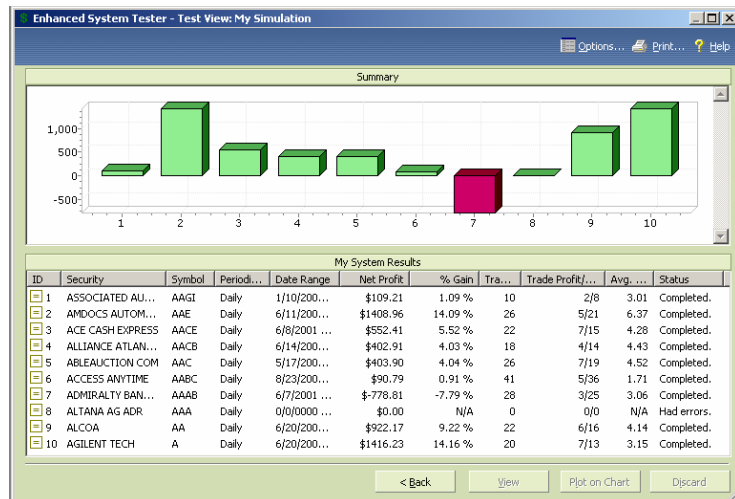 $ Enhanced System Tester - Test View: My Simulation
Options... Print... ? Help
Summary
1,000
500
0
-500
1 2 3 4 5 6 7 8 9 10
My System Results
ID Security Symbol Periodi... Date Range Net Profit % Gain Tra... Trade Profit/... Avg. ... Status
1 ASSOCIATED AU... AAGI Daily 1/10/200... $109.21 1.09 % 10 2/8 3.01 Completed.
2 AMDOCS AUTOM... AAE Daily 6/11/200... $1408.96 14.09 % 26 5/21 6.37 Completed.
3 ACE CASH EXPRESS AACE Daily 6/8/2001 ... $552.41 5.52 % 22 7/15 4.28 Completed.
4 ALLIANCE ATLAN... AACB Daily 6/14/200... $402.91 4.03 % 18 4/14 4.43 Completed.
5 ABLEAUCTION COM AAC Daily 5/17/200... $403.90 4.04 % 26 7/19 4.52 Completed.
6 ACCESS ANYTIME AABC Daily 8/23/200... $90.79 0.91 % 41 5/36 1.71 Completed.
7 ADMIRALTY BAN... AAAB Daily 6/7/2001 ... $-778.81 -7.79 % 28 3/25 3.06 Completed.
8 ALTANA AG ADR AAA Daily 0/0/0000 ... $0.00 N/A 0 0/0 N/A Had errors.
9 ALCOA AA Daily 6/20/200... $922.17 9.22 % 22 6/16 4.14 Completed.
10 AGILENT TECH A Daily 6/20/200... $1416.23 14.16 % 20 7/13 3.15 Completed.
< Back View Plot on Chart Discard